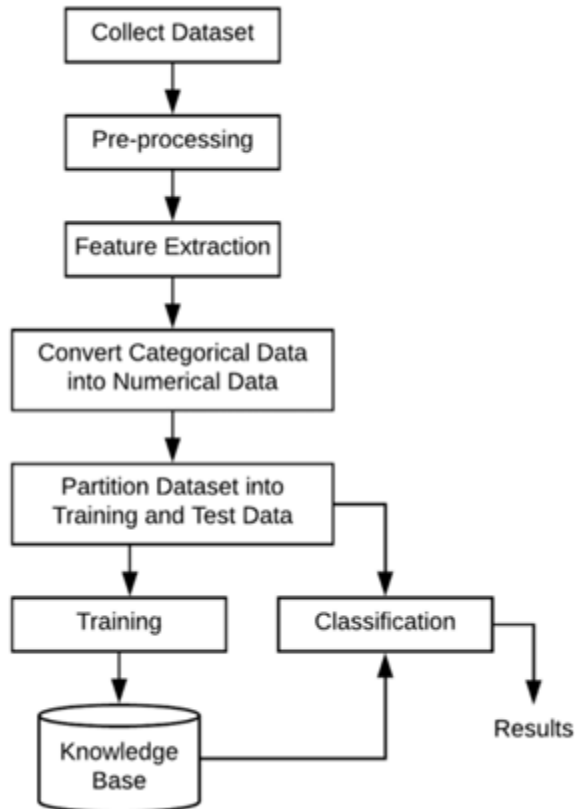 Collect Dataset
Pre-processing
Feature Extraction
Convert Categorical Data
into Numerical Data
Partition Dataset into
Training and Test Data
Training
Classification
Results
Knowledge
Base